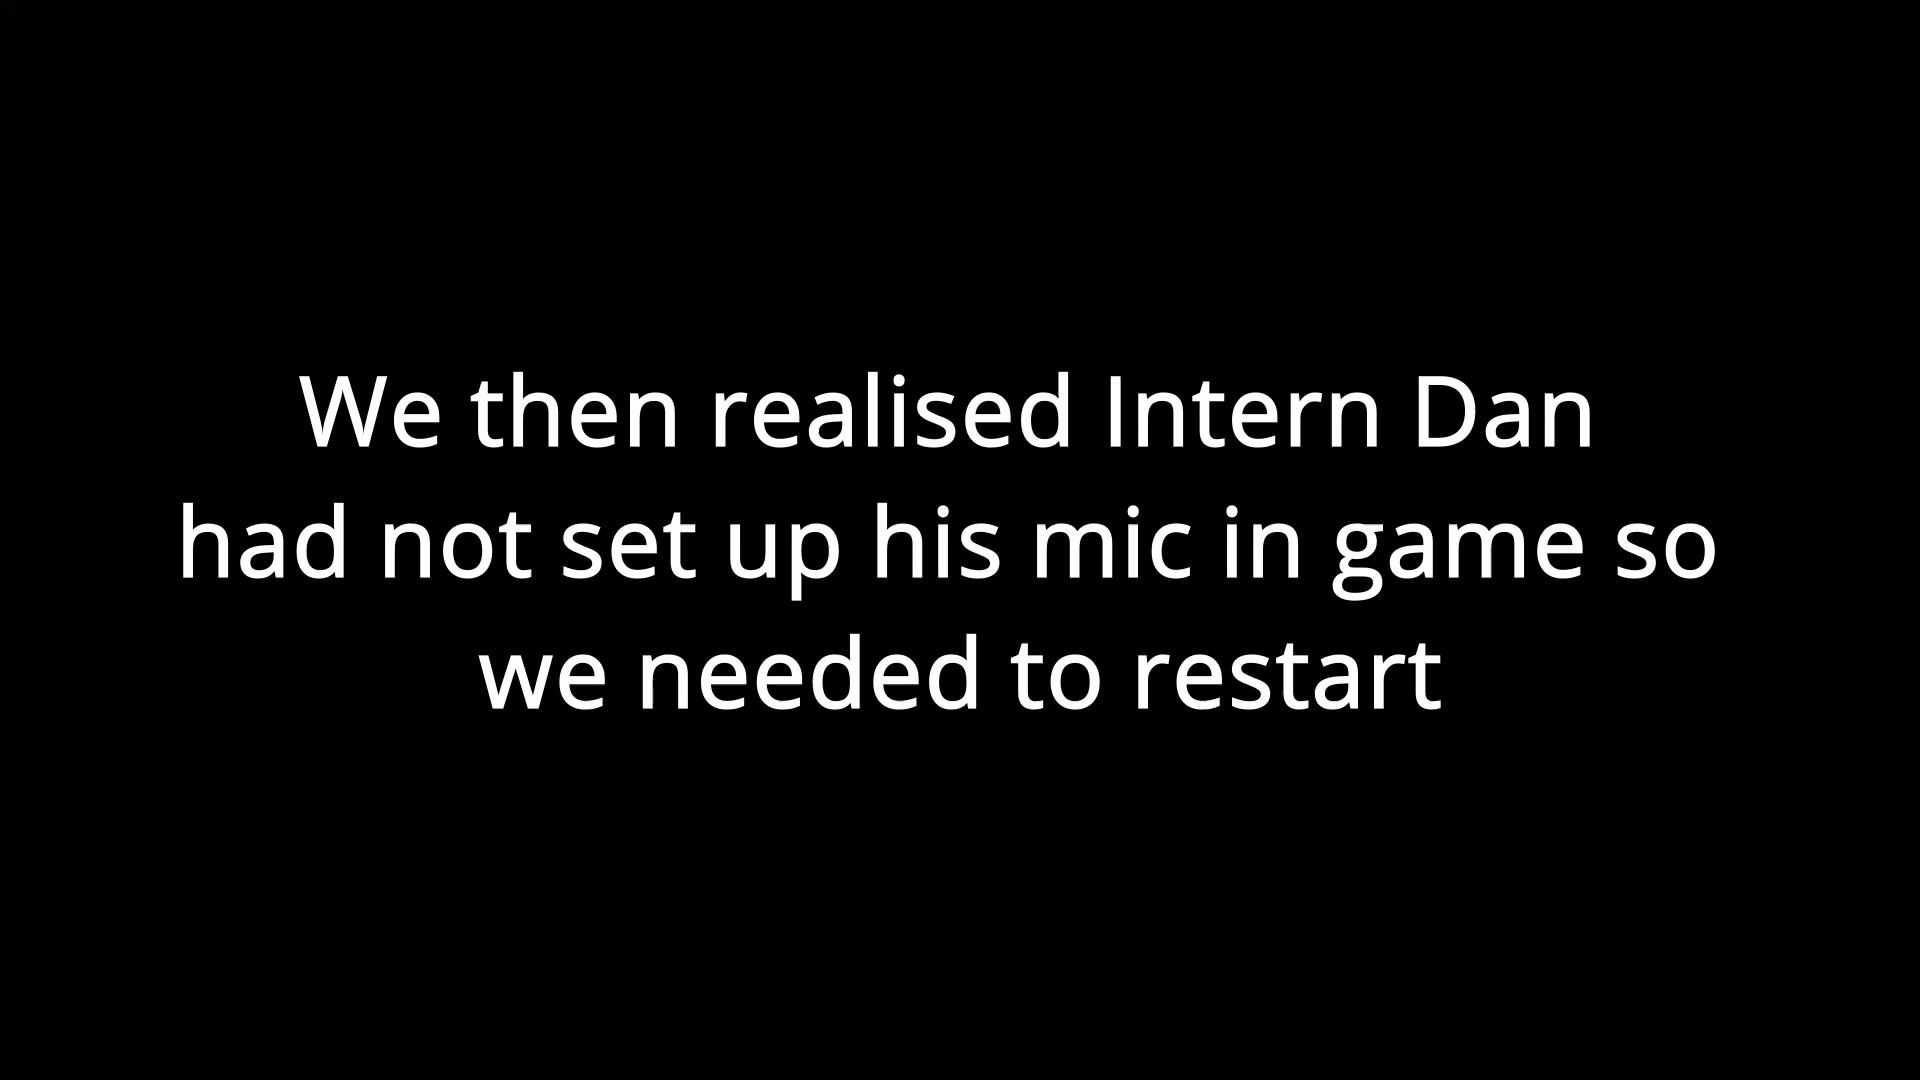 We then realised Intern Dan
had not set up his mic in game so
we needed to restart